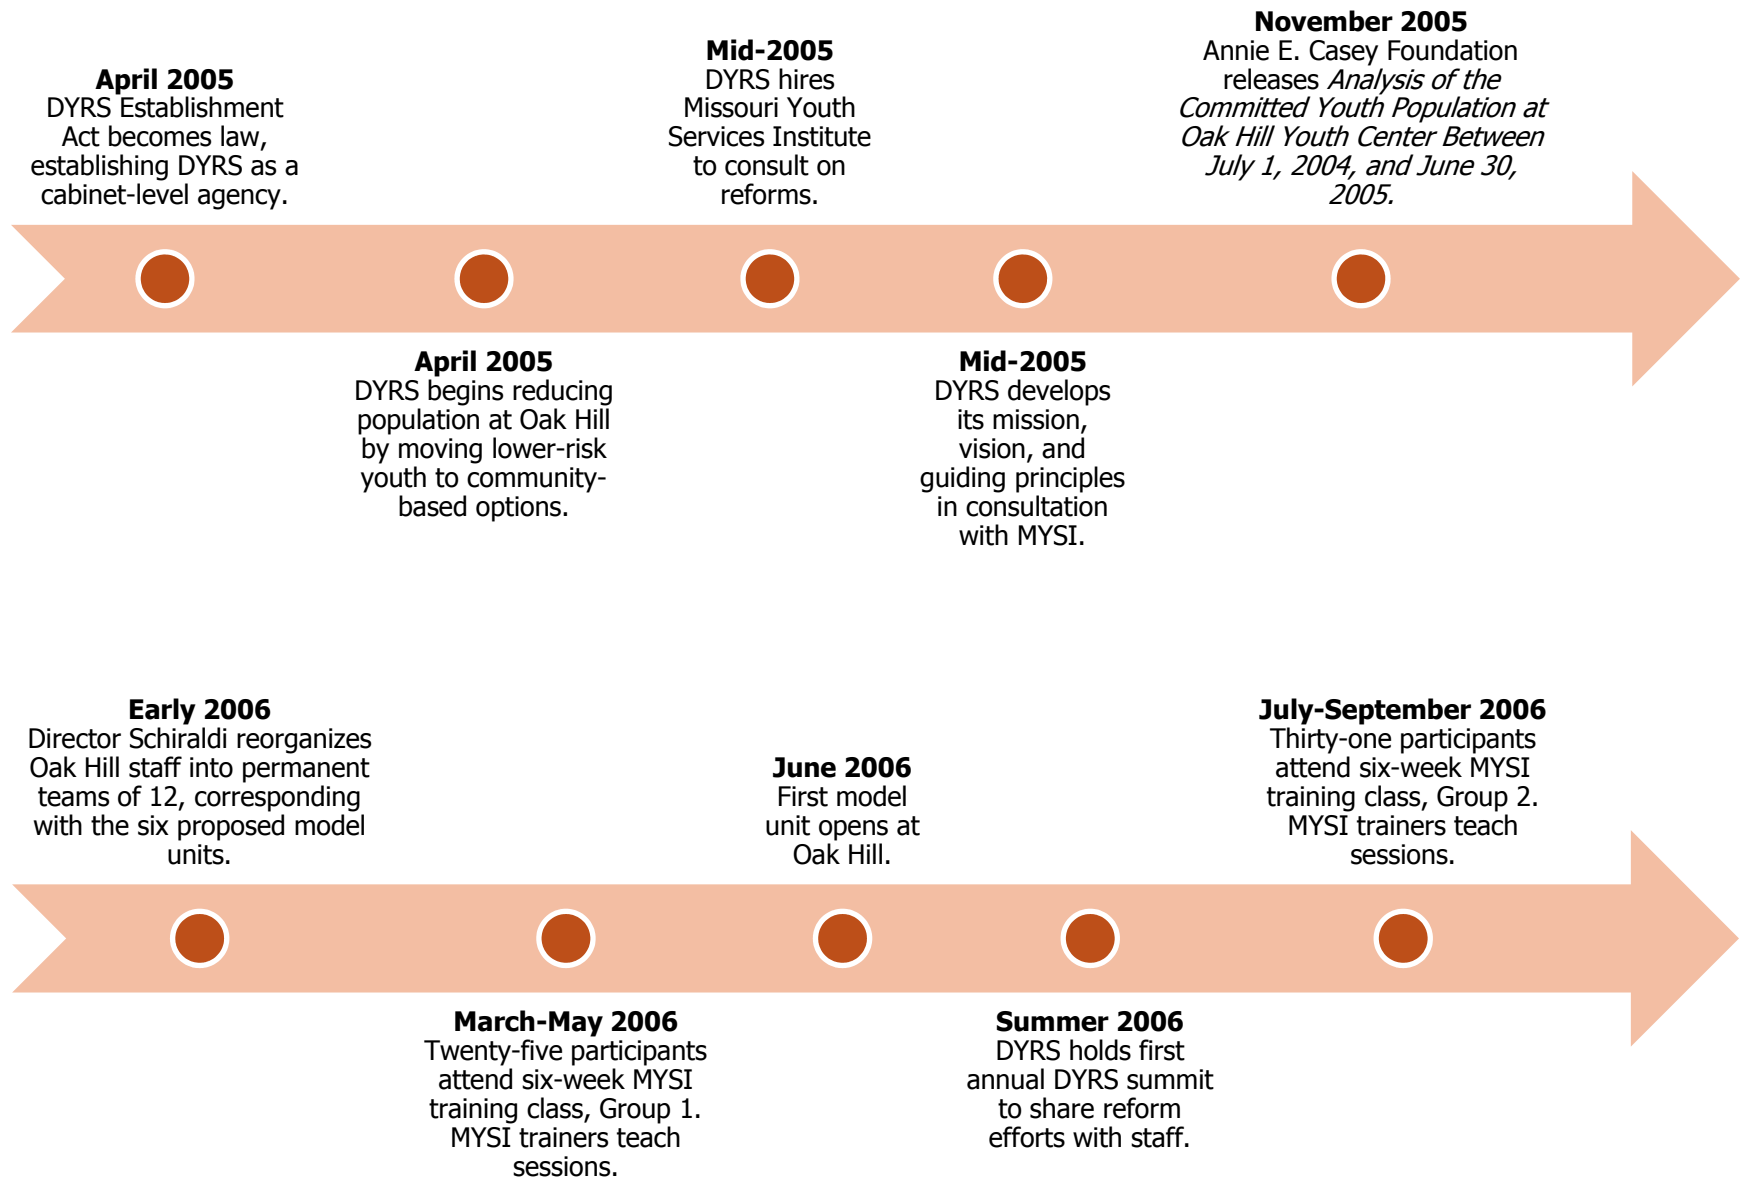 April 2005
DYRS Establishment
Act becomes law,
establishing DYRS as a
cabinet-level agency.
April 2005
DYRS begins reducing
population at Oak Hill
by moving lower-risk
youth to community-
based options.
Mid-2005
DYRS hires
Missouri Youth
Services Institute
to consult on
reforms.
Mid-2005
DYRS develops
its mission,
vision, and
guiding principles
in consultation
with MYSI.
November 2005
Annie E. Casey Foundation
releases Analysis of the
Committed Youth Population at
Oak Hill Youth Center Between
July 1, 2004, and June 30,
2005.
Early 2006
Director Schiraldi reorganizes
Oak Hill staff into permanent
teams of 12, corresponding
with the six proposed model
units.
March-May 2006
Twenty-five participants
attend six-week MYSI
training class, Group 1.
MYSI trainers teach
sessions.
June 2006
First model
unit opens at
Oak Hill.
Summer 2006
DYRS holds first
annual DYRS summit
to share reform
efforts with staff.
July-September 2006
Thirty-one participants
attend six-week MYSI
training class, Group 2.
MYSI trainers teach
sessions.